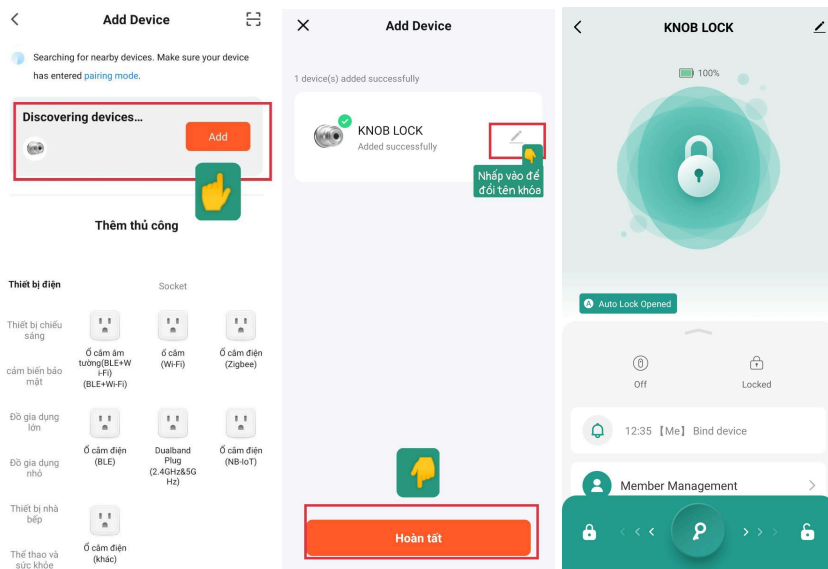 Add Device
Searching for nearby devices. Make sure your device
has entered pairing mode.
Discovering devices...
Add
Thêm thủ công
Thiết bị điện
Socket
Thiết bị chiếu
sáng
cảm biến bảo
mật
Đồ gia dụng
lớn
Đồ gia dụng
nhỏ
Thiết bị nhà
bếp
Thể thao và
sức khỏe
Ổ cắm âm
tường(BLE+W
i-Fi)
(BLE+Wi-Fi)
ổ cắm
(Wi-Fi)
Ổ cắm điện
(Zigbee)
Ổ cắm điện
(BLE)
Dualband
Plug
(2.4GHz&5G
Hz)
Ổ cắm điện
(NB-IoT)
Ổ cắm điện
(khác)
Add Device
1 device(s) added successfully
KNOB LOCK
Added successfully
Nhấp vào để
đổi tên khóa
Hoàn tất
KNOB LOCK
100%
A Auto Lock Opened
Off
Locked
12:35 【Me】 Bind device
Member Management